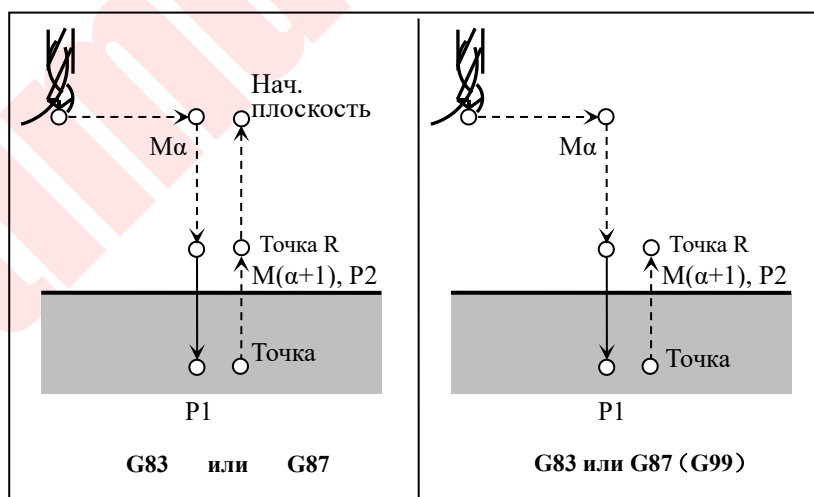 Нач.
плоскость
Mα
Точка R
M(α+1), P2
Точка
P1
G83 или G87
Mα
Точка R
M(α+1), P2
Точка
P1
G83 или G87（G99）